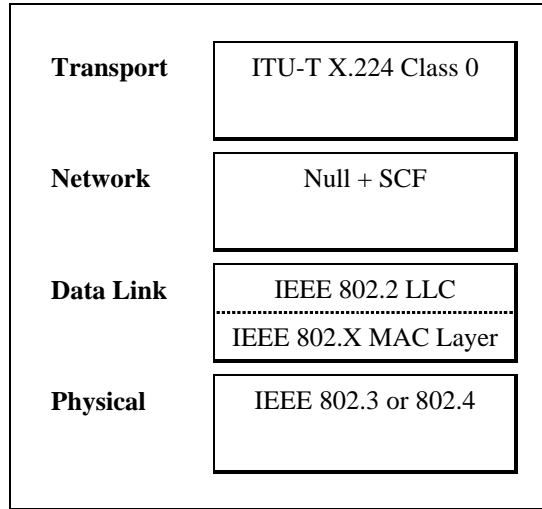 Transport
ITU-T X.224 Class 0
Network
Null + SCF
Data Link
IEEE 802.2 LLC
IEEE 802.X MAC Layer
Physical
IEEE 802.3 or 802.4